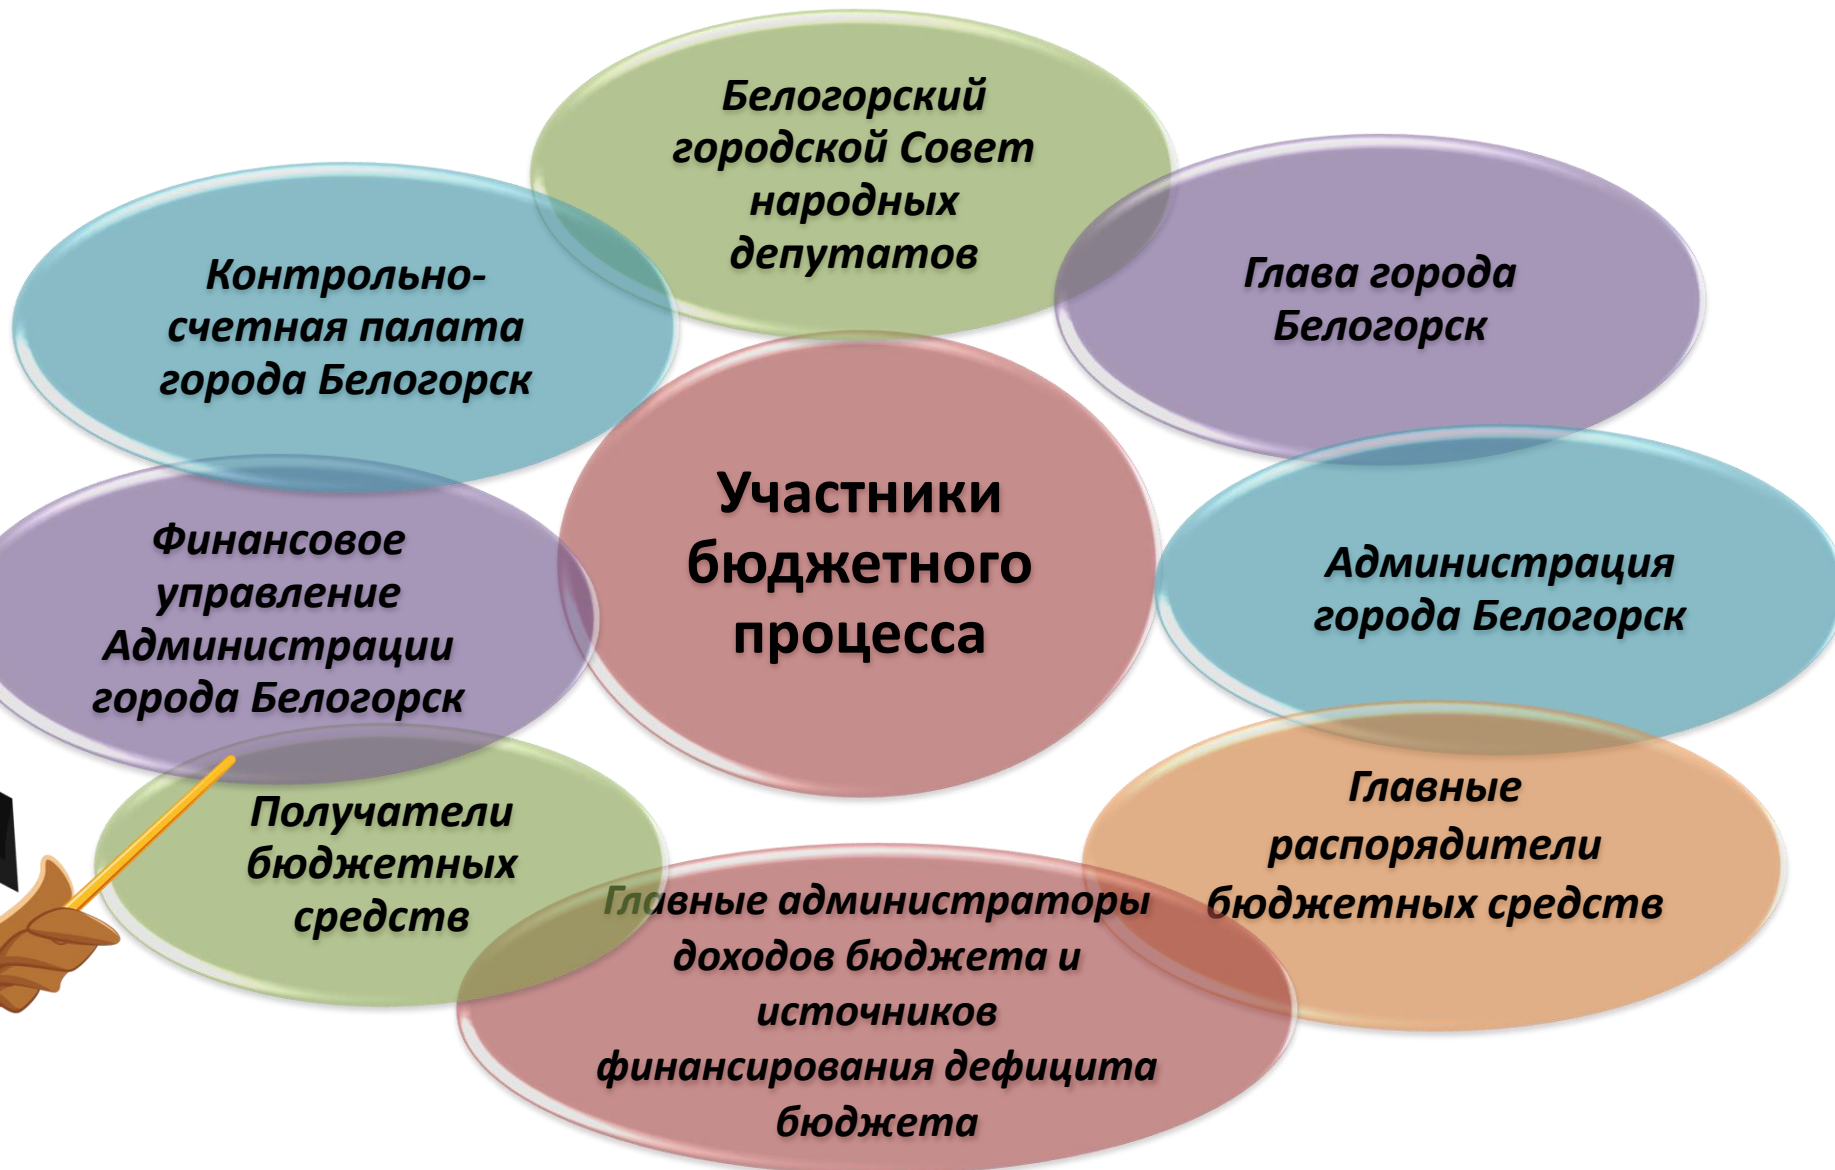 Белогорский
городской Совет
народных
депутатов
Глава города
Белогорск
Администрация
города Белогорск
Главные
распорядители
бюджетных средств
Главные администраторы
доходов бюджета и
источников
финансирования дефицита
бюджета
Получатели
бюджетных
средств
Финансовое
управление
Администрации
города Белогорск
Контрольно-
счетная палата
города Белогорск
Участники
бюджетного
процесса